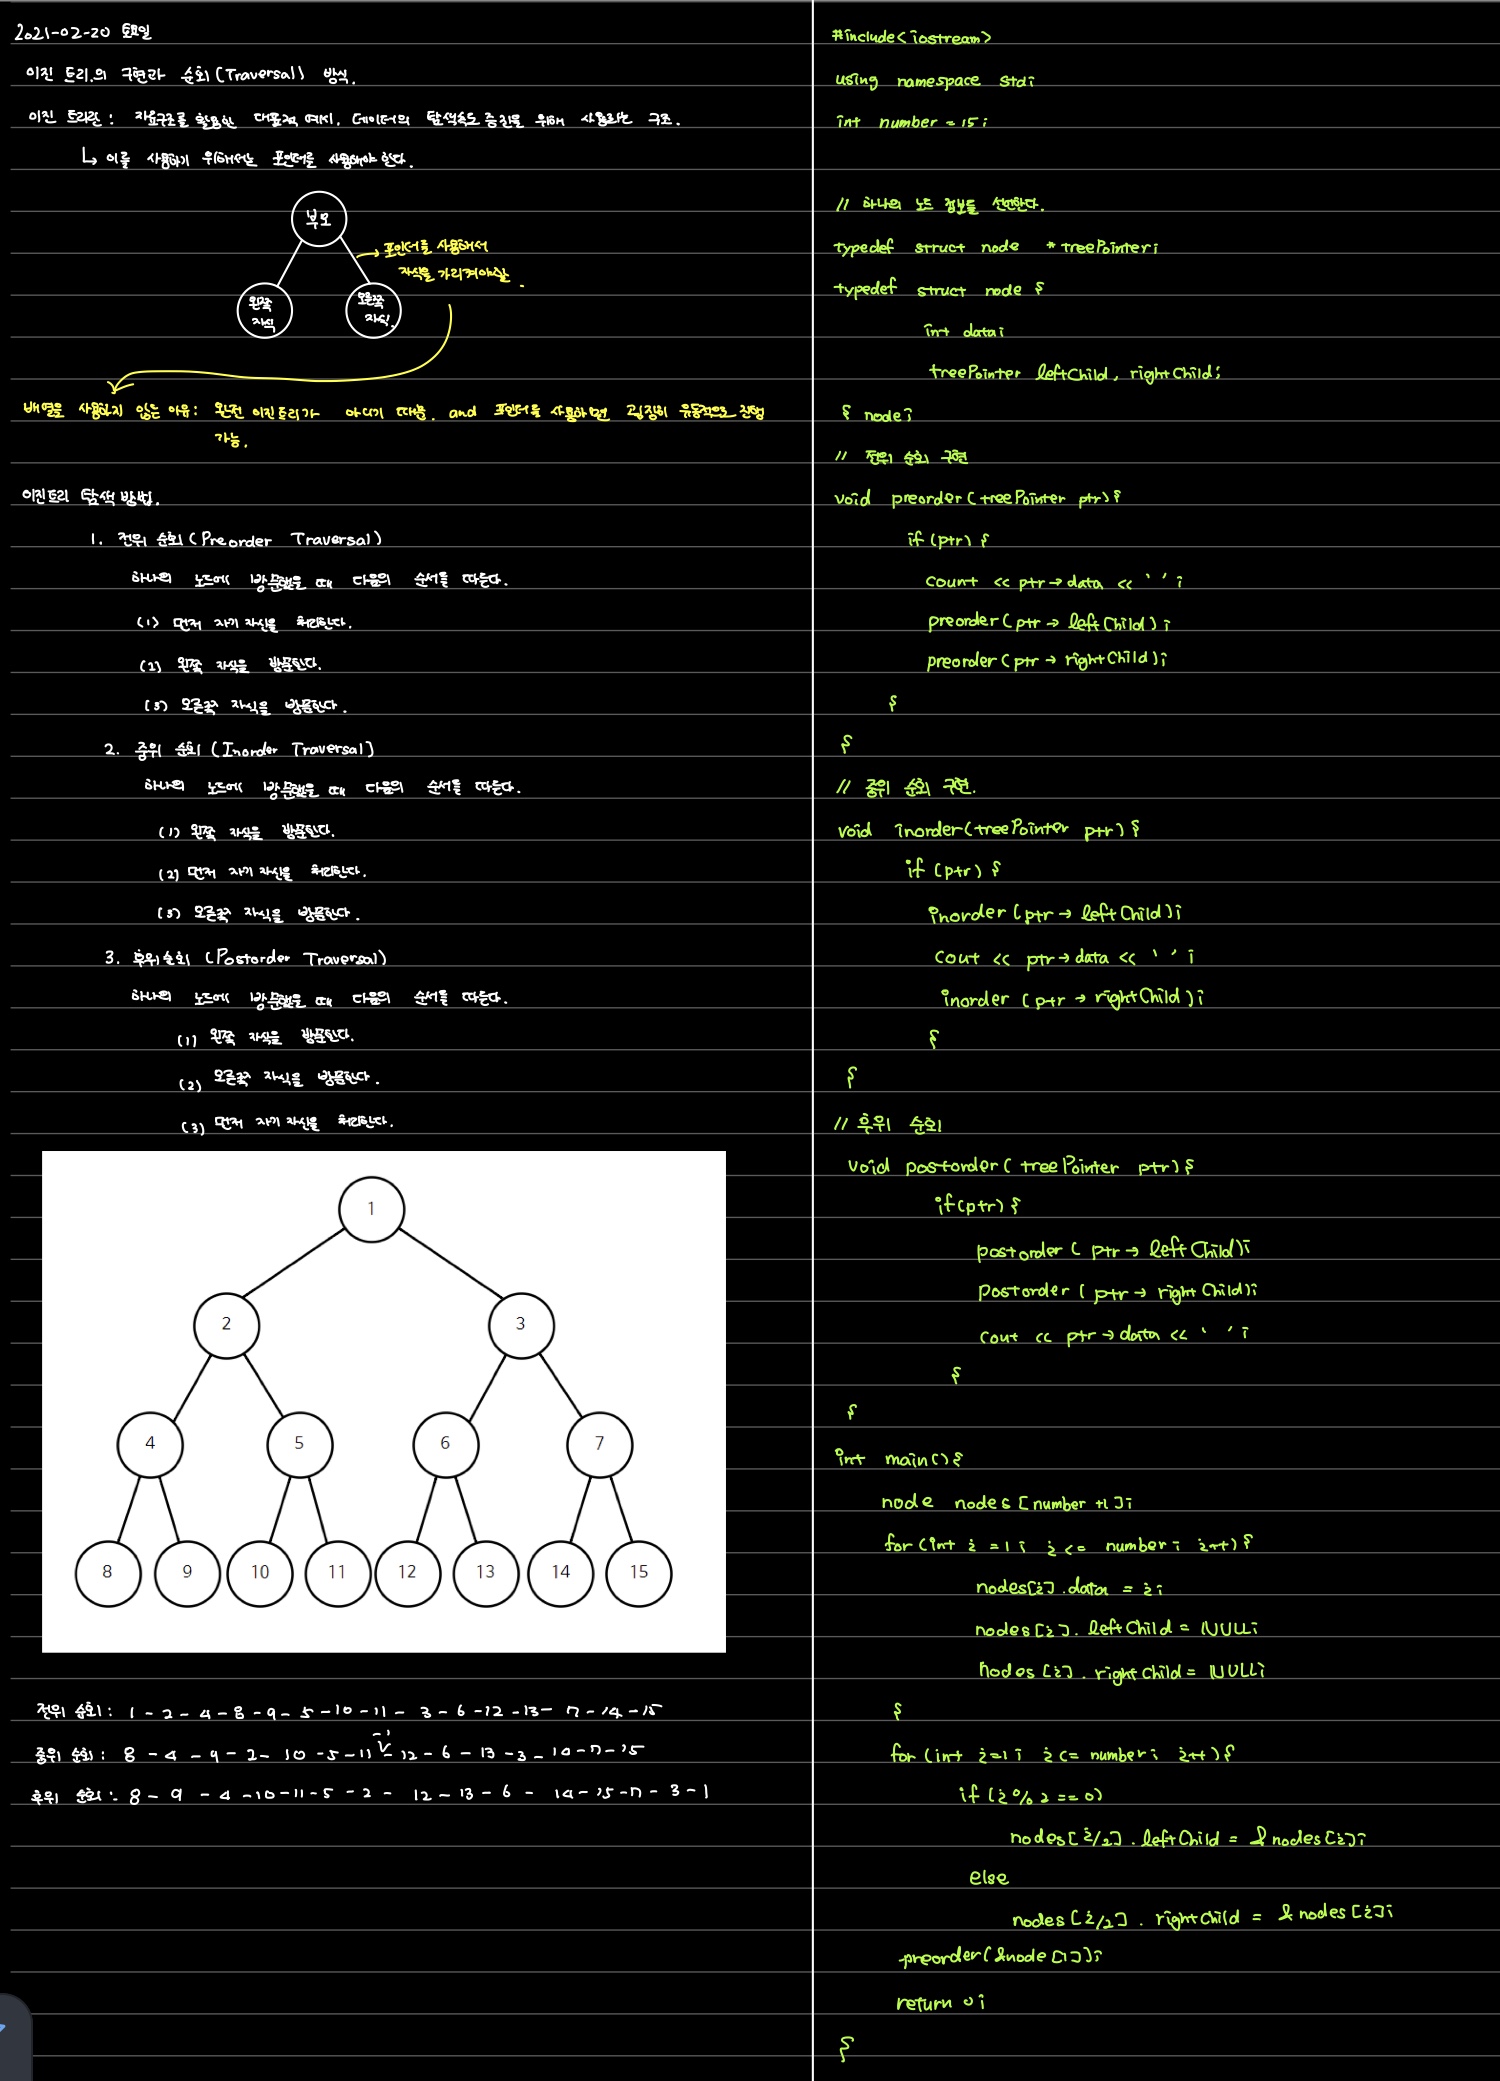 2021-02-20 토요일
이진 트리의 구현과 순회(Traversal) 방식.
이진 트리란 : 자료구조를 활용한 대표적 예시. 데이터의 탐색속도 증진을 위해 사용하는 구조.
↳ 이를 사용하기 위해서는 포인터를 사용해야 한다.
부모
→ 포인터를 사용해서
자식을 가리켜야함.
왼쪽
자식
오른쪽
자식.
배열을 사용하지 않은 이유: 완전 이진트리가 아니기 때문. and 포인터를 사용하면 굉장히 유동적으로 진행
가능.
이진트리 탐색 방법.
1. 전위 순회 (Preorder Traversal)
하나의 노드에 방문했을 때 다음의 순서를 따른다.
(1) 먼저 자기 자신을 처리한다.
(2) 왼쪽 자식을 방문한다.
(3) 오른쪽 자식을 방문한다.
2. 중위 순회 (Inorder Traversal)
하나의 노드에 방문했을 때 다음의 순서를 따른다.
(1) 왼쪽 자식을 방문한다.
(2) 먼저 자기 자신을 처리한다.
(3) 오른쪽 자식을 방문한다.
3. 후위순회 (Postorder Traversal)
하나의 노드에 방문했을 때 다음의 순서를 따른다.
(1) 왼쪽 자식을 방문한다.
(2) 오른쪽 자식을 방문한다.
(3) 먼저 자기 자신을 처리한다.
1
2 3
4 5 6 7
8 9 10 11 12 13 14 15
전위 순회 : 1 - 2 - 4 - 8 - 9 - 5 - 10 - 11 - 3 - 6 - 12 - 13 - 7 - 14 - 15
중위 순회 : 8 - 4 - 9 - 2 - 10 - 5 - 11 - 1 - 12 - 6 - 13 - 3 - 14 - 7 - 15
후위 순회 : 8 - 9 - 4 - 10 - 11 - 5 - 2 - 12 - 13 - 6 - 14 - 15 - 7 - 3 - 1
#include<iostream>
using namespace std;
int number = 15;
// 하나의 노드 정보를 선언한다.
typedef struct node *treePointer;
typedef struct node {
int data;
treePointer leftChild, rightChild;
} node;
// 전위 순회 구현
void preorder(treePointer ptr){
if (ptr) {
count << ptr→data << ' ';
preorder(ptr→leftChild);
preorder(ptr→rightChild);
}
}
// 중위 순회 구현.
void inorder(treePointer ptr){
if (ptr) {
inorder(ptr→leftChild);
cout << ptr→data << ' ';
inorder (ptr→rightChild);
}
}
// 후위 순회
void postorder(treePointer ptr){
if(ptr){
postorder(ptr→leftChild);
postorder(ptr→rightChild);
cout << ptr→data << ' ';
}
}
int main(){
node nodes[number +1];
for(int i = 1; i <= number; i++){
nodes[i].data = i;
nodes[i].leftChild = NULL;
nodes[i].rightChild = NULL;
}
for (int i=1; i<= number; i++){
if (i % 2 == 0)
nodes[i/2].leftChild = &nodes[i];
else
nodes[i/2].rightChild = &nodes[i];
preorder(&node[1]);
return 0;
}